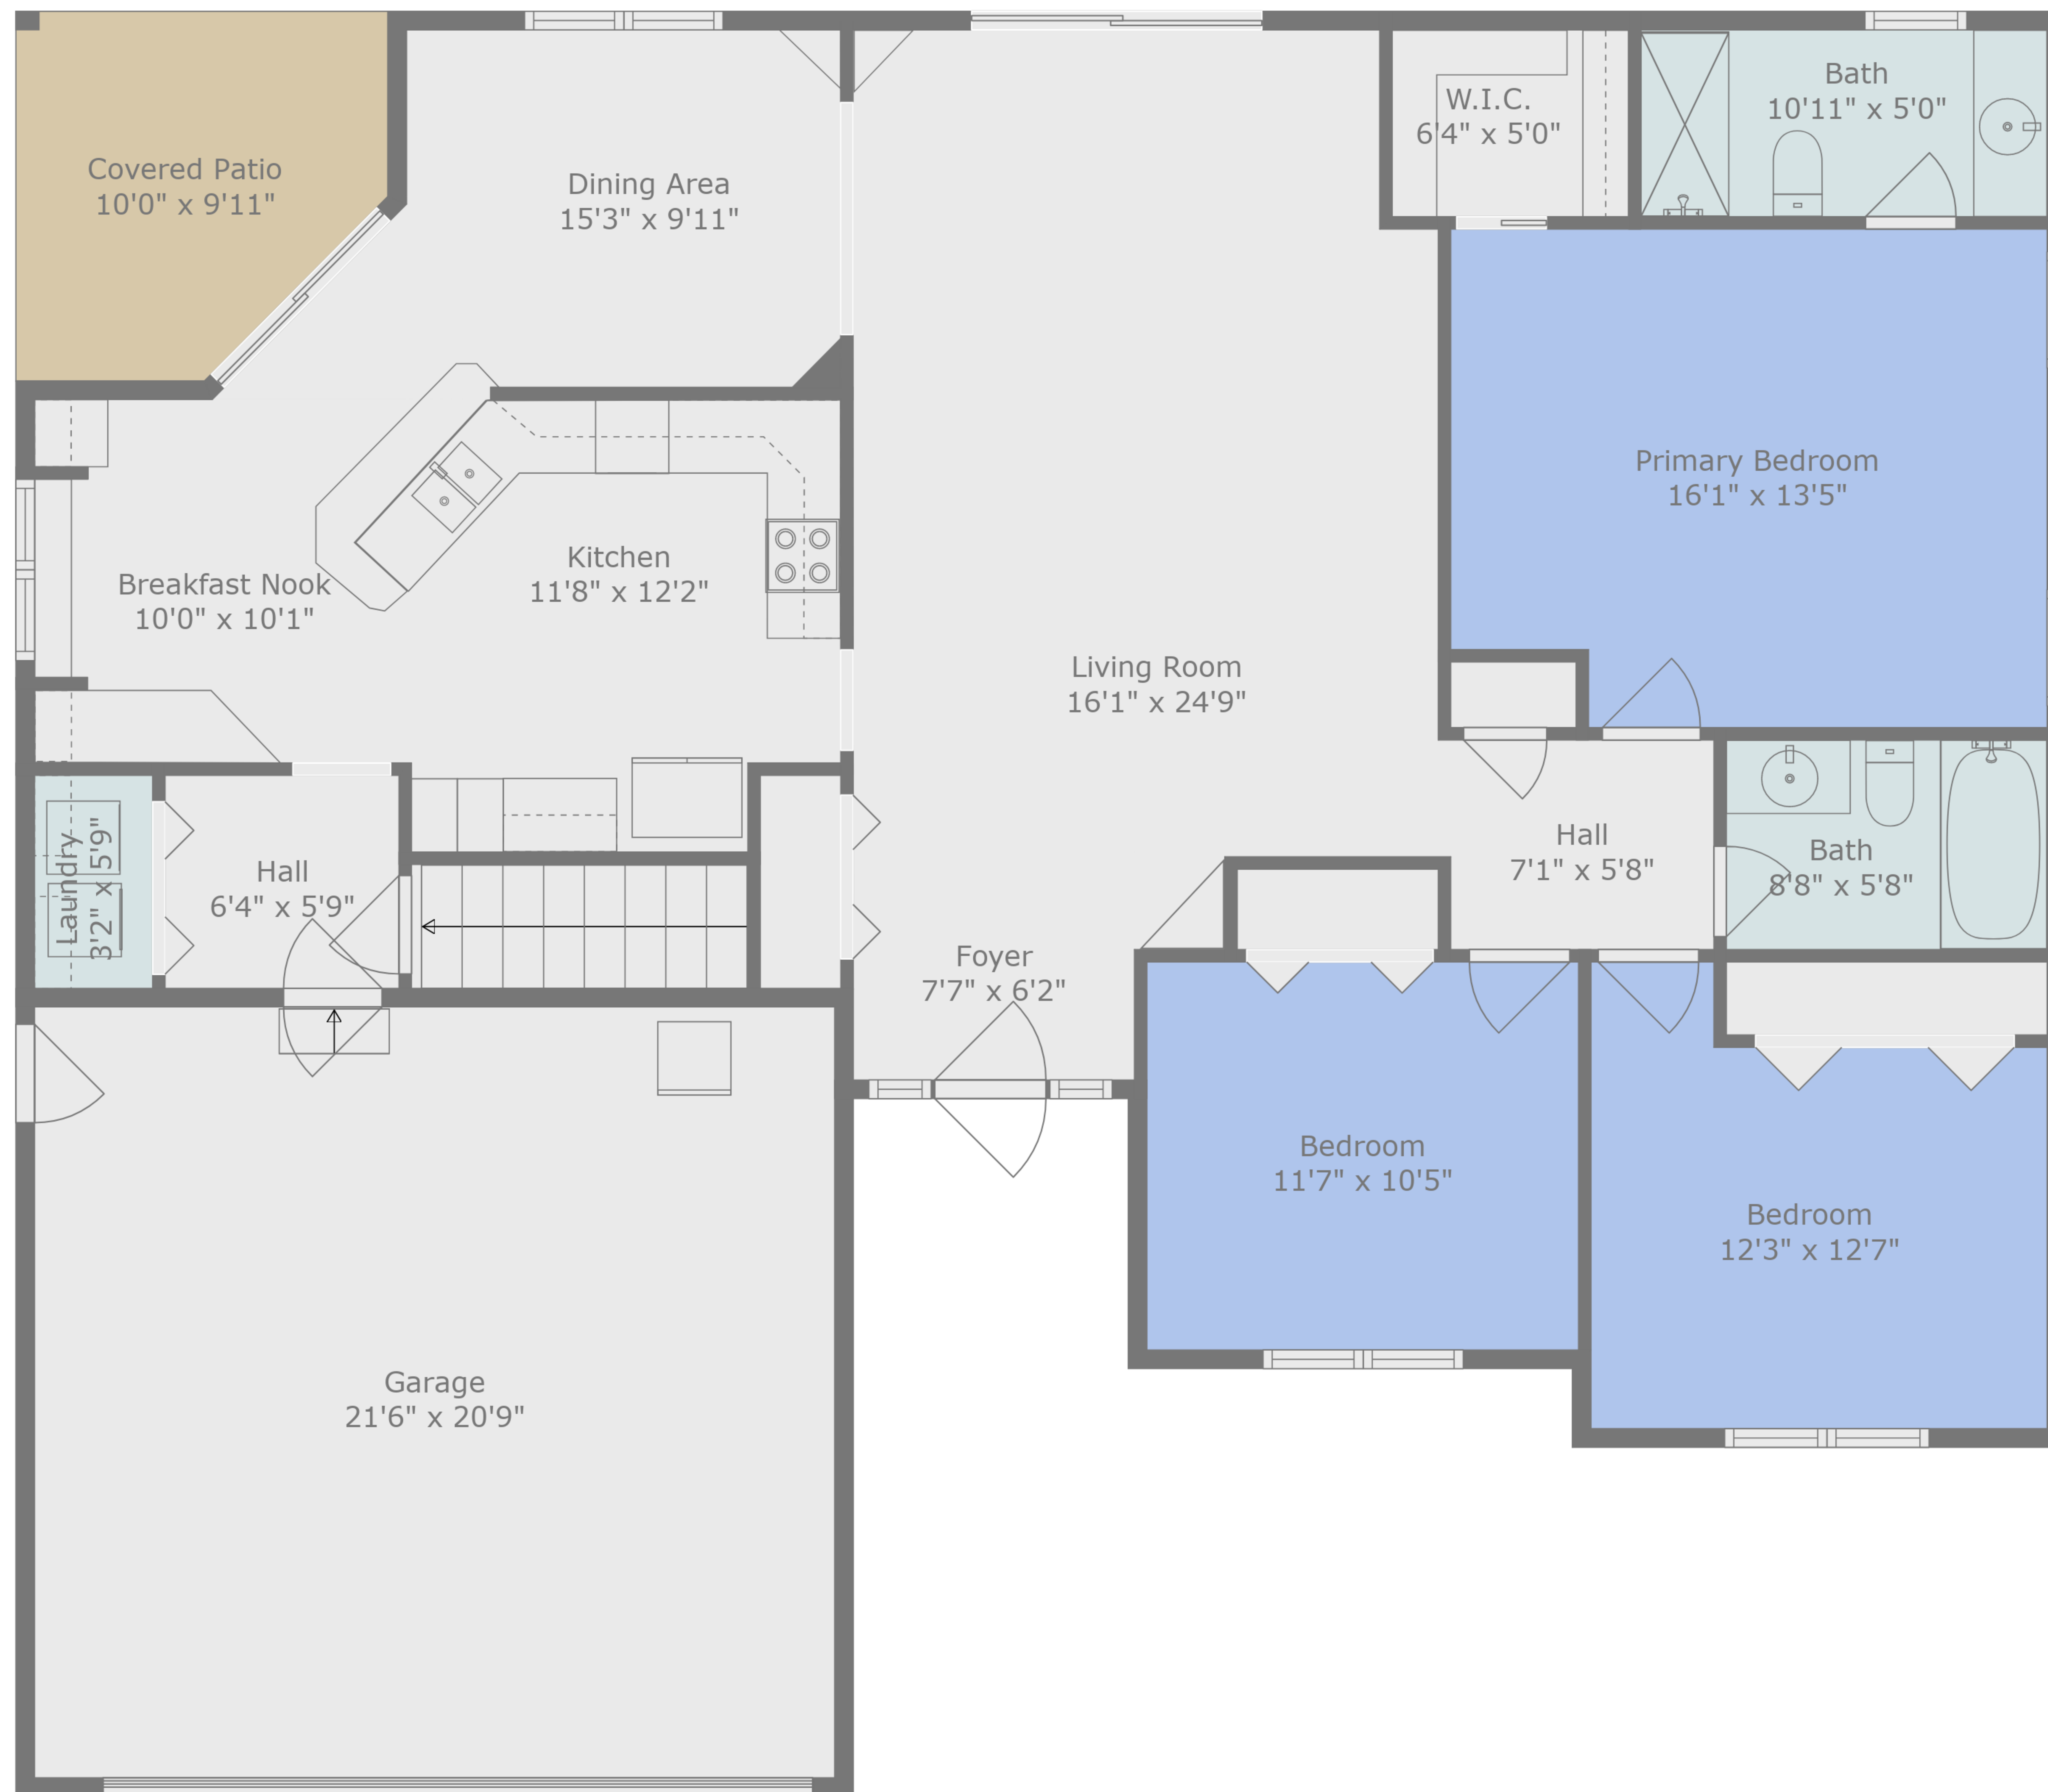 Covered Patio
10'0" x 9'11"
Dining Area
15'3" x 9'11"
W.I.C.
6'4" x 5'0"
Bath
10'11" x 5'0"
Primary Bedroom
16'1" x 13'5"
Kitchen
11'8" x 12'2"
Breakfast Nook
10'0" x 10'1"
Living Room
16'1" x 24'9"
Laundry
3'2" x 5'9"
Hall
6'4" x 5'9"
Hall
7'1" x 5'8"
Bath
8'8" x 5'8"
Foyer
7'7" x 6'2"
Bedroom
11'7" x 10'5"
Bedroom
12'3" x 12'7"
Garage
21'6" x 20'9"